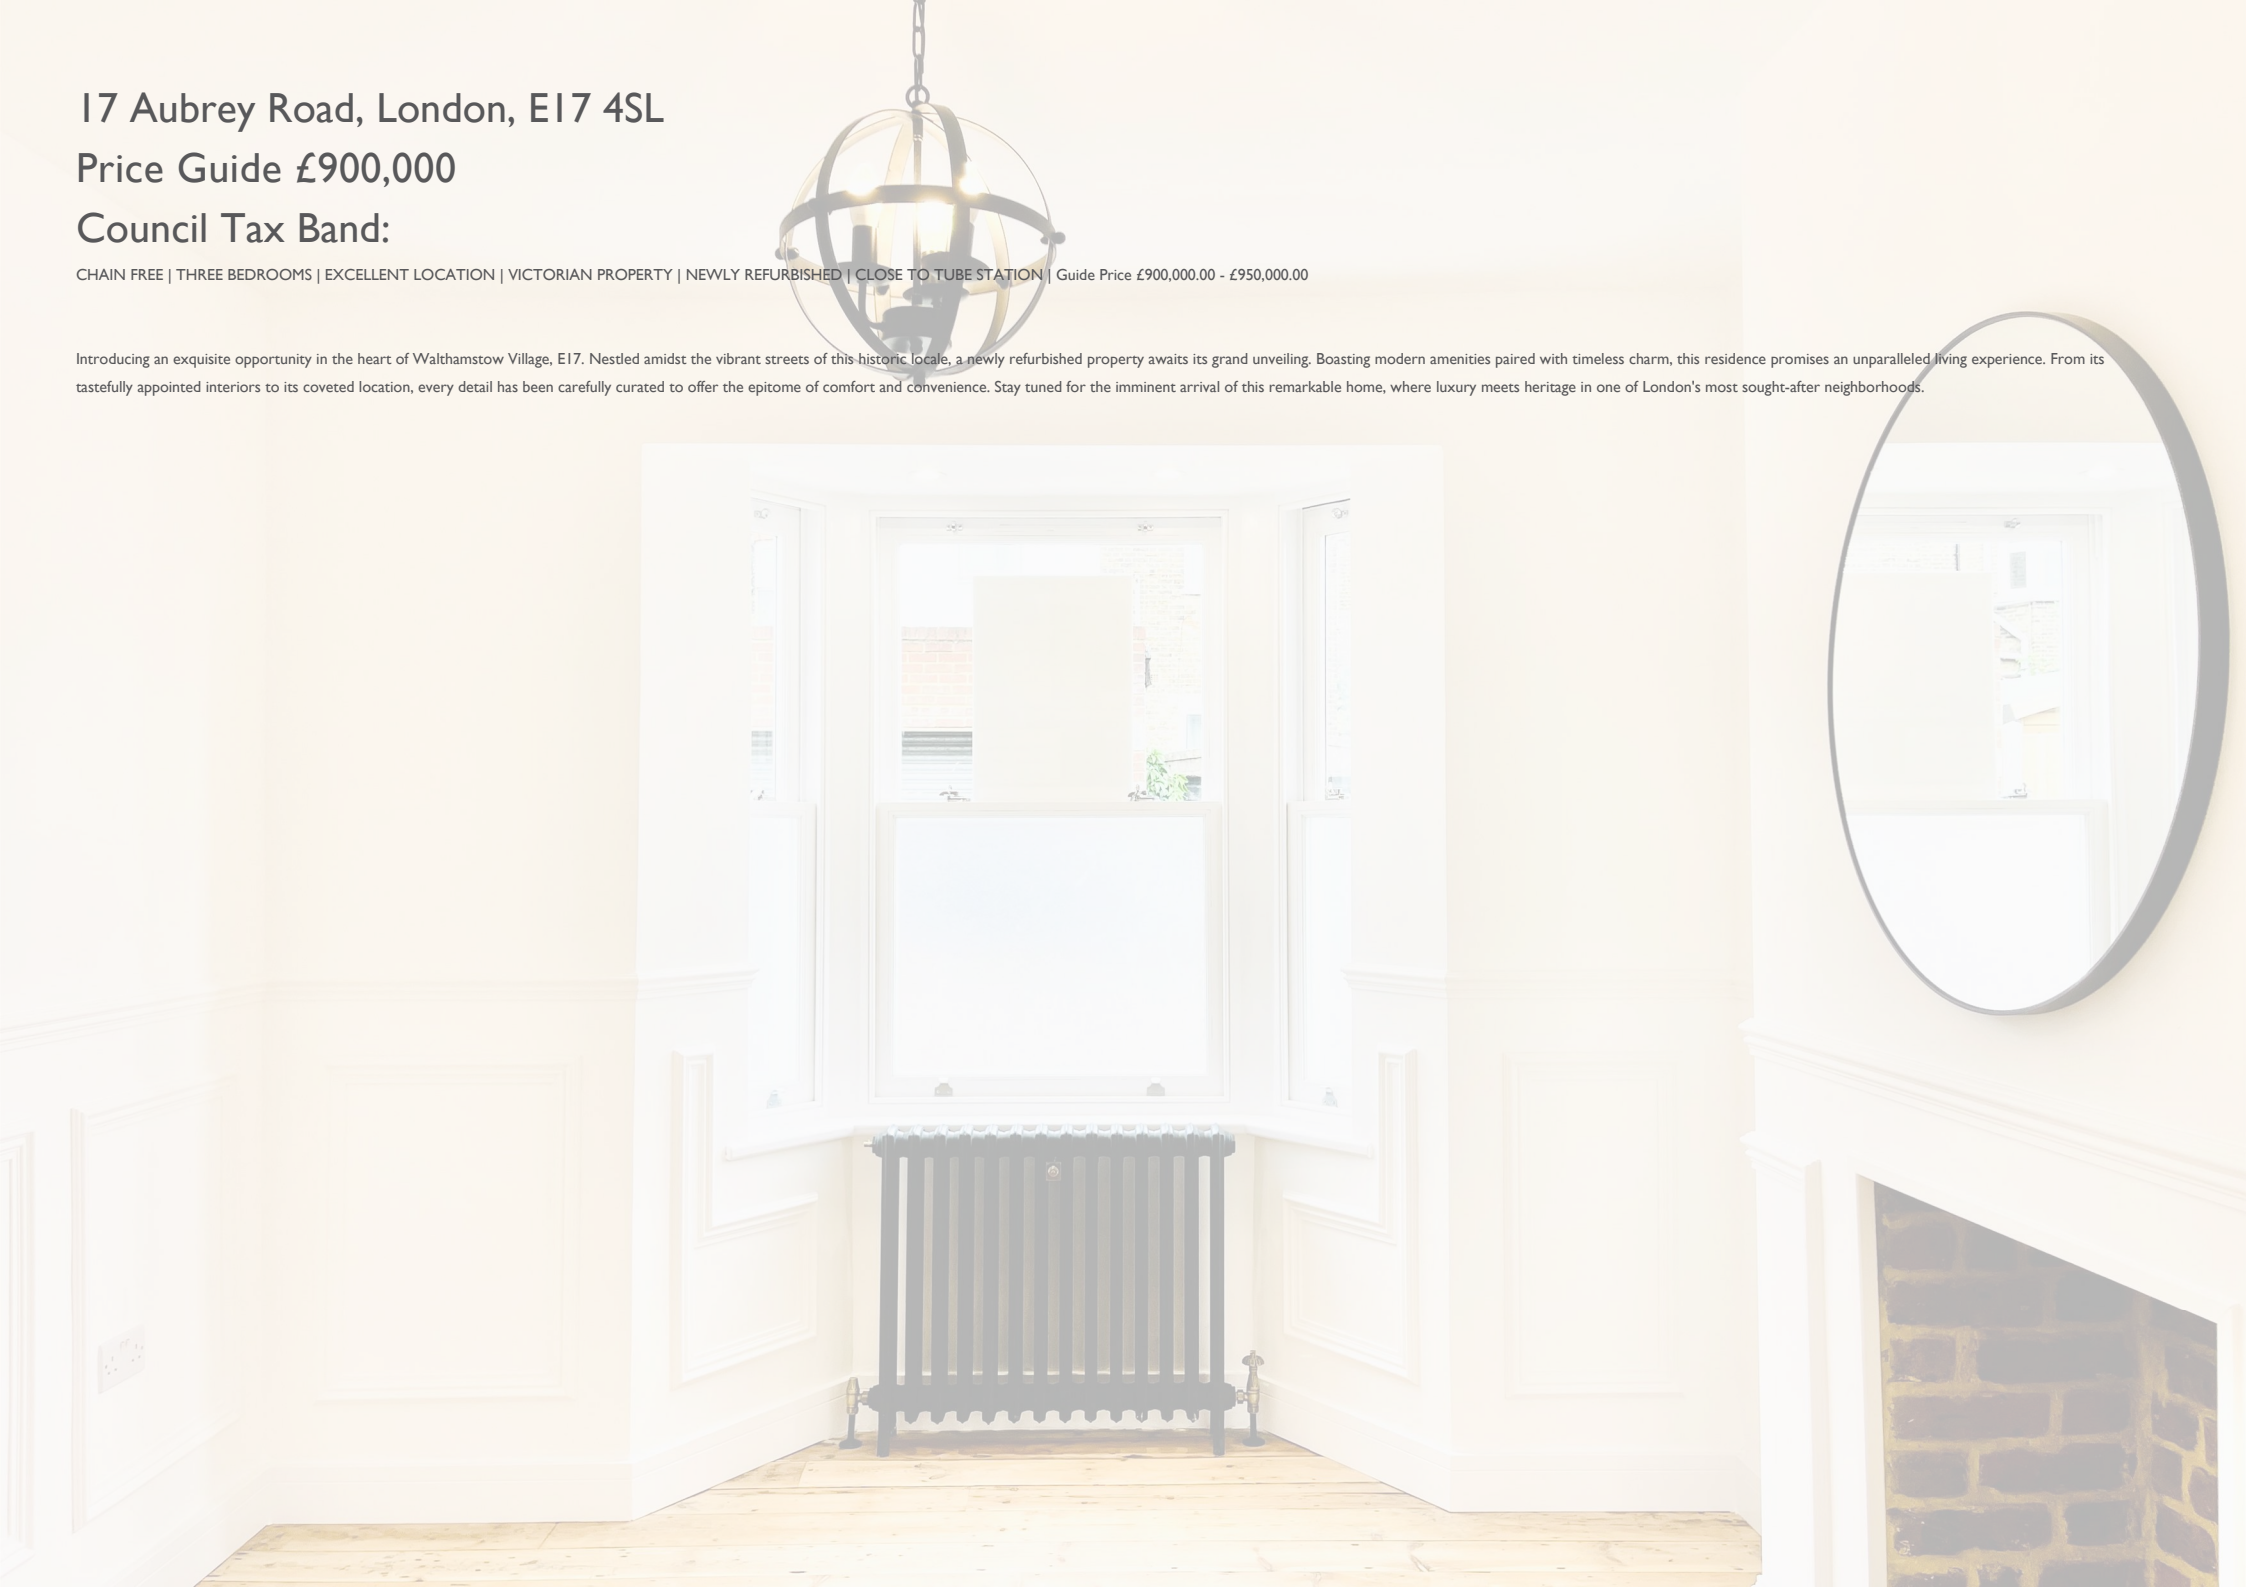 17 Aubrey Road, London, E17 4SL
Price Guide £900,000
Council Tax Band:
CHAIN FREE | THREE BEDROOMS | EXCELLENT LOCATION | VICTORIAN PROPERTY | NEWLY REFURBISHED | CLOSE TO TUBE STATION | Guide Price £900,000.00 - £950,000.00
Introducing an exquisite opportunity in the heart of Walthamstow Village, E17. Nestled amidst the vibrant streets of this historic locale, a newly refurbished property awaits its grand unveiling. Boasting modern amenities paired with timeless charm, this residence promises an unparalleled living experience. From its
tastefully appointed interiors to its coveted location, every detail has been carefully curated to offer the epitome of comfort and convenience. Stay tuned for the imminent arrival of this remarkable home, where luxury meets heritage in one of London's most sought-after neighborhoods.